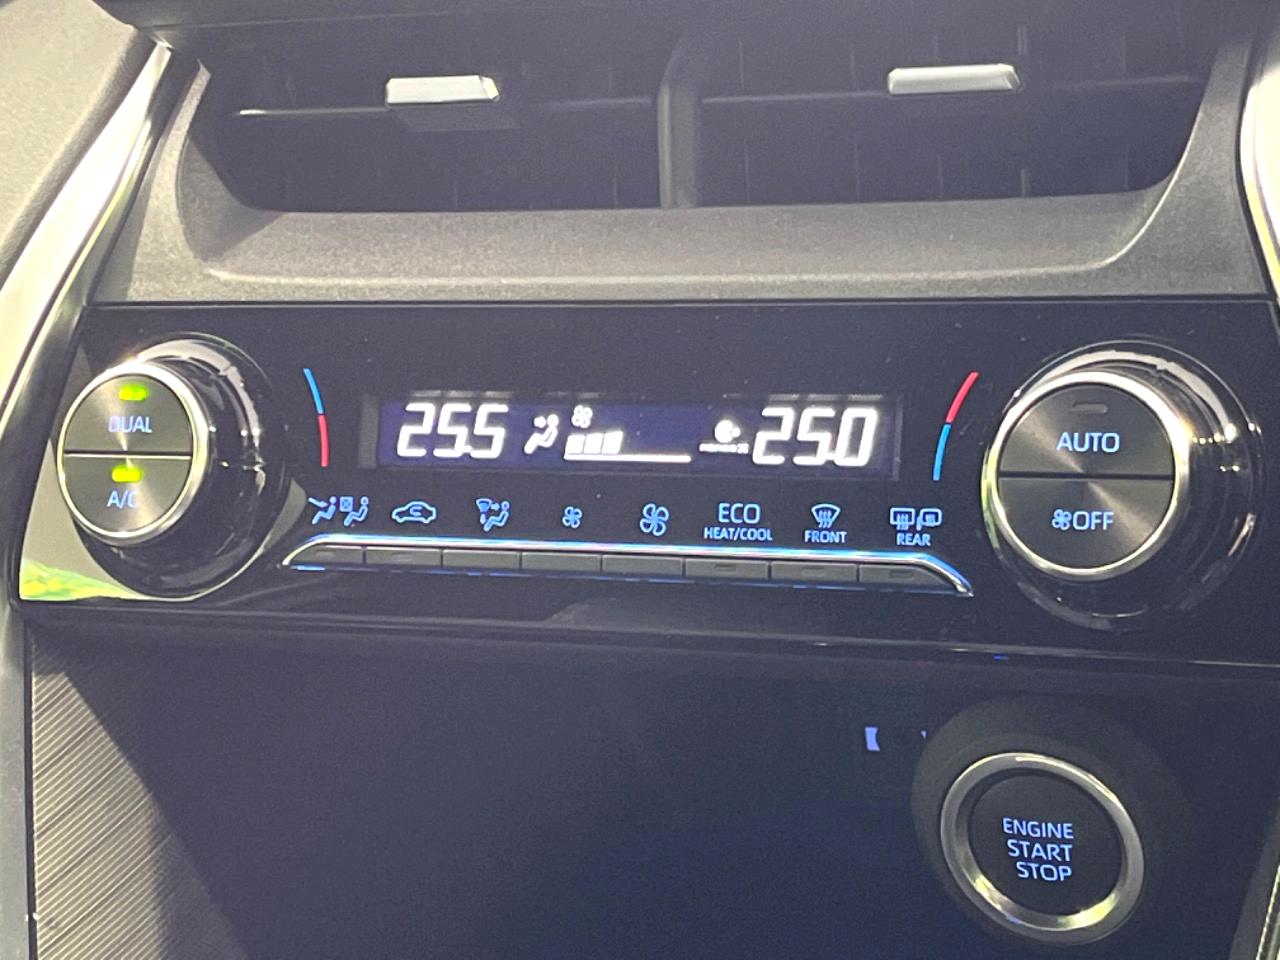 DUAL
A/C
25.5
25.0
AUTO
OFF
ECO
HEAT/COOL
FRONT
REAR
ENGINE
START
STOP